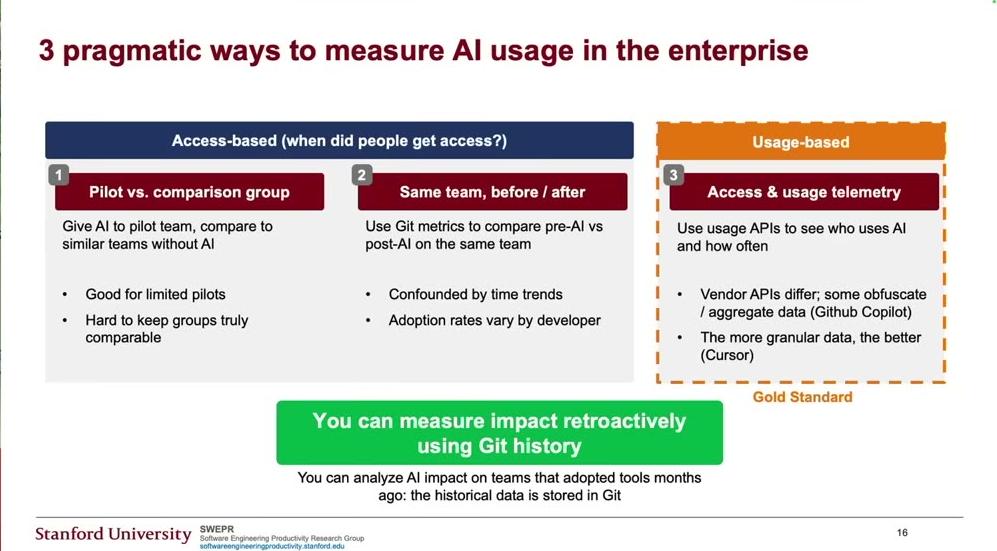 3 pragmatic ways to measure AI usage in the enterprise
Access-based (when did people get access?)
1
Pilot vs. comparison group
Give AI to pilot team, compare to
similar teams without AI
• Good for limited pilots
• Hard to keep groups truly
comparable
2
Same team, before / after
Use Git metrics to compare pre-AI vs
post-AI on the same team
• Confounded by time trends
• Adoption rates vary by developer
Usage-based
3
Access & usage telemetry
Use usage APIs to see who uses AI
and how often
• Vendor APIs differ; some obfuscate
/ aggregate data (Github Copilot)
• The more granular data, the better
(Cursor)
Gold Standard
You can measure impact retroactively
using Git history
You can analyze AI impact on teams that adopted tools months
ago: the historical data is stored in Git
Stanford University
SWEPR
Software Engineering Productivity Research Group
softwareengineeringproductivity.stanford.edu
16